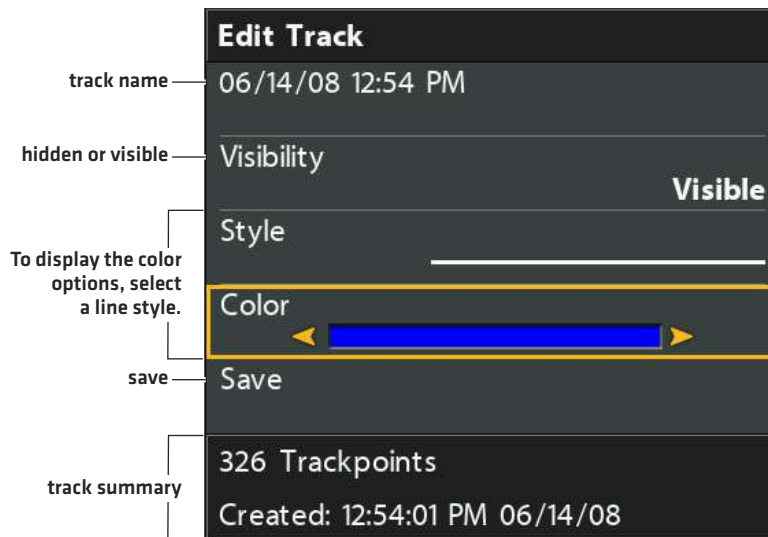 Edit Track
track name
06/14/08 12:54 PM
hidden or visible
Visibility
Visible
Style
To display the color
options, select
a line style.
Color
save
Save
track summary
326 Trackpoints
Created: 12:54:01 PM 06/14/08